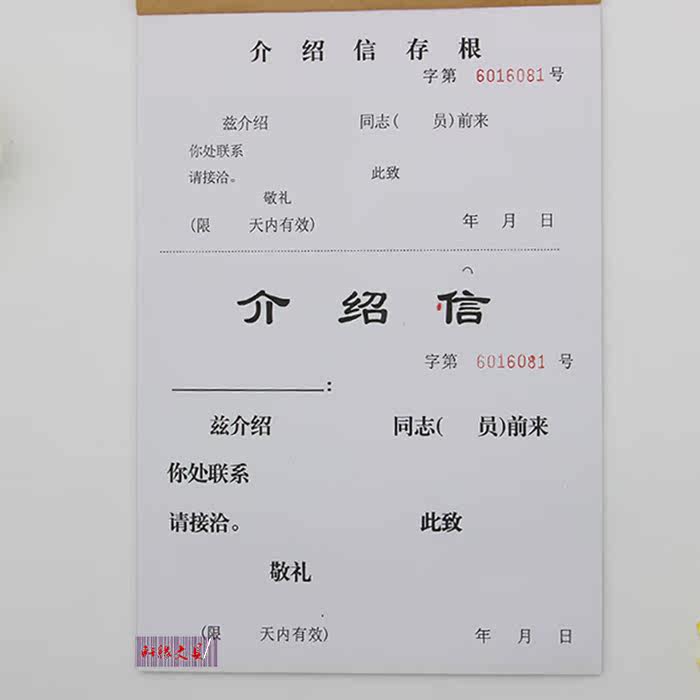 介绍信存根
字第 6016081 号
兹介绍 同志( 员)前来
你处联系
请接洽。 此致
敬礼
(限 天内有效) 年 月 日
介绍信
字第 6016081 号
:
兹介绍 同志( 员)前来
你处联系
请接洽。 此致
敬礼
(限 天内有效) 年 月 日